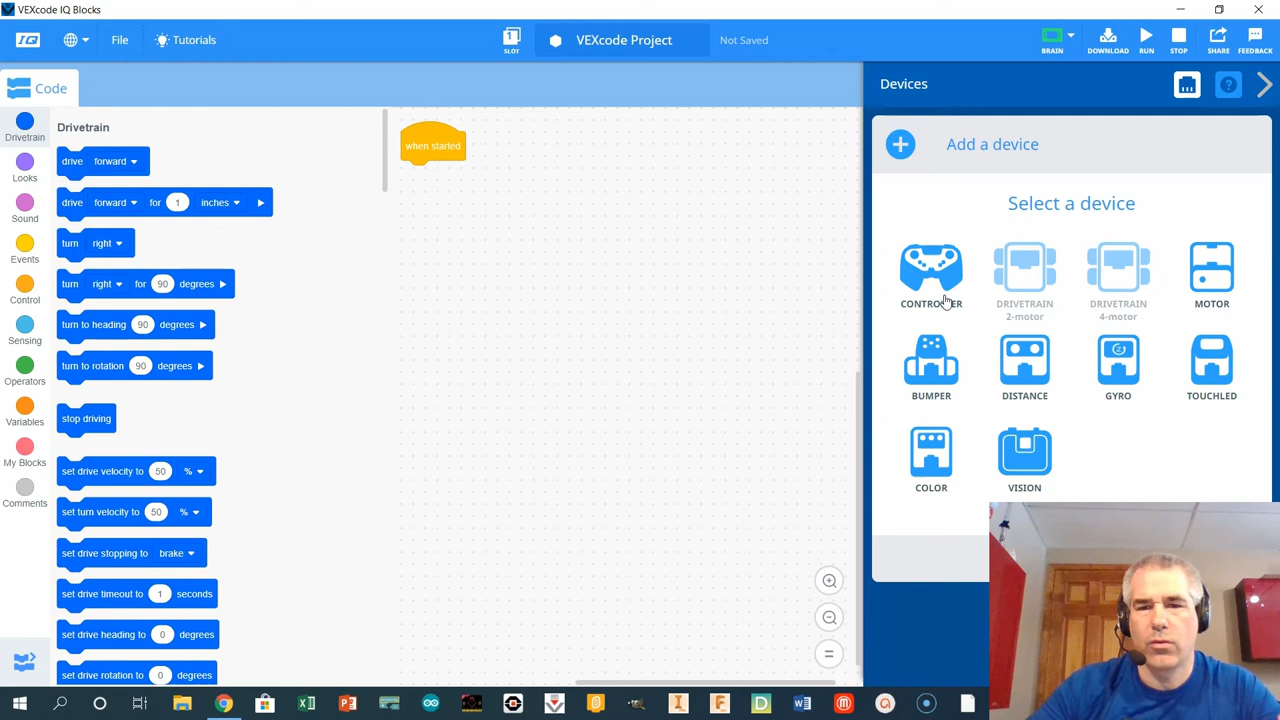 VEXcode IQ Blocks
IQ
File
Tutorials
1
SLOT
VEXcode Project
Not Saved
BRAIN
DOWNLOAD
RUN
STOP
SHARE
FEEDBACK
Code
Devices
?
Drivetrain
Looks
Sound
Events
Control
Sensing
Operators
Variables
My Blocks
Comments
Drivetrain
drive forward
drive forward for 1 inches
turn right
turn right for 90 degrees
turn to heading 90 degrees
turn to rotation 90 degrees
stop driving
set drive velocity to 50 %
set turn velocity to 50 %
set drive stopping to brake
set drive timeout to 1 seconds
set drive heading to 0 degrees
set drive rotation to 0 degrees
when started
Add a device
Select a device
CONTROLLER
DRIVETRAIN
2-motor
DRIVETRAIN
4-motor
MOTOR
BUMPER
DISTANCE
GYRO
TOUCHLED
COLOR
VISION